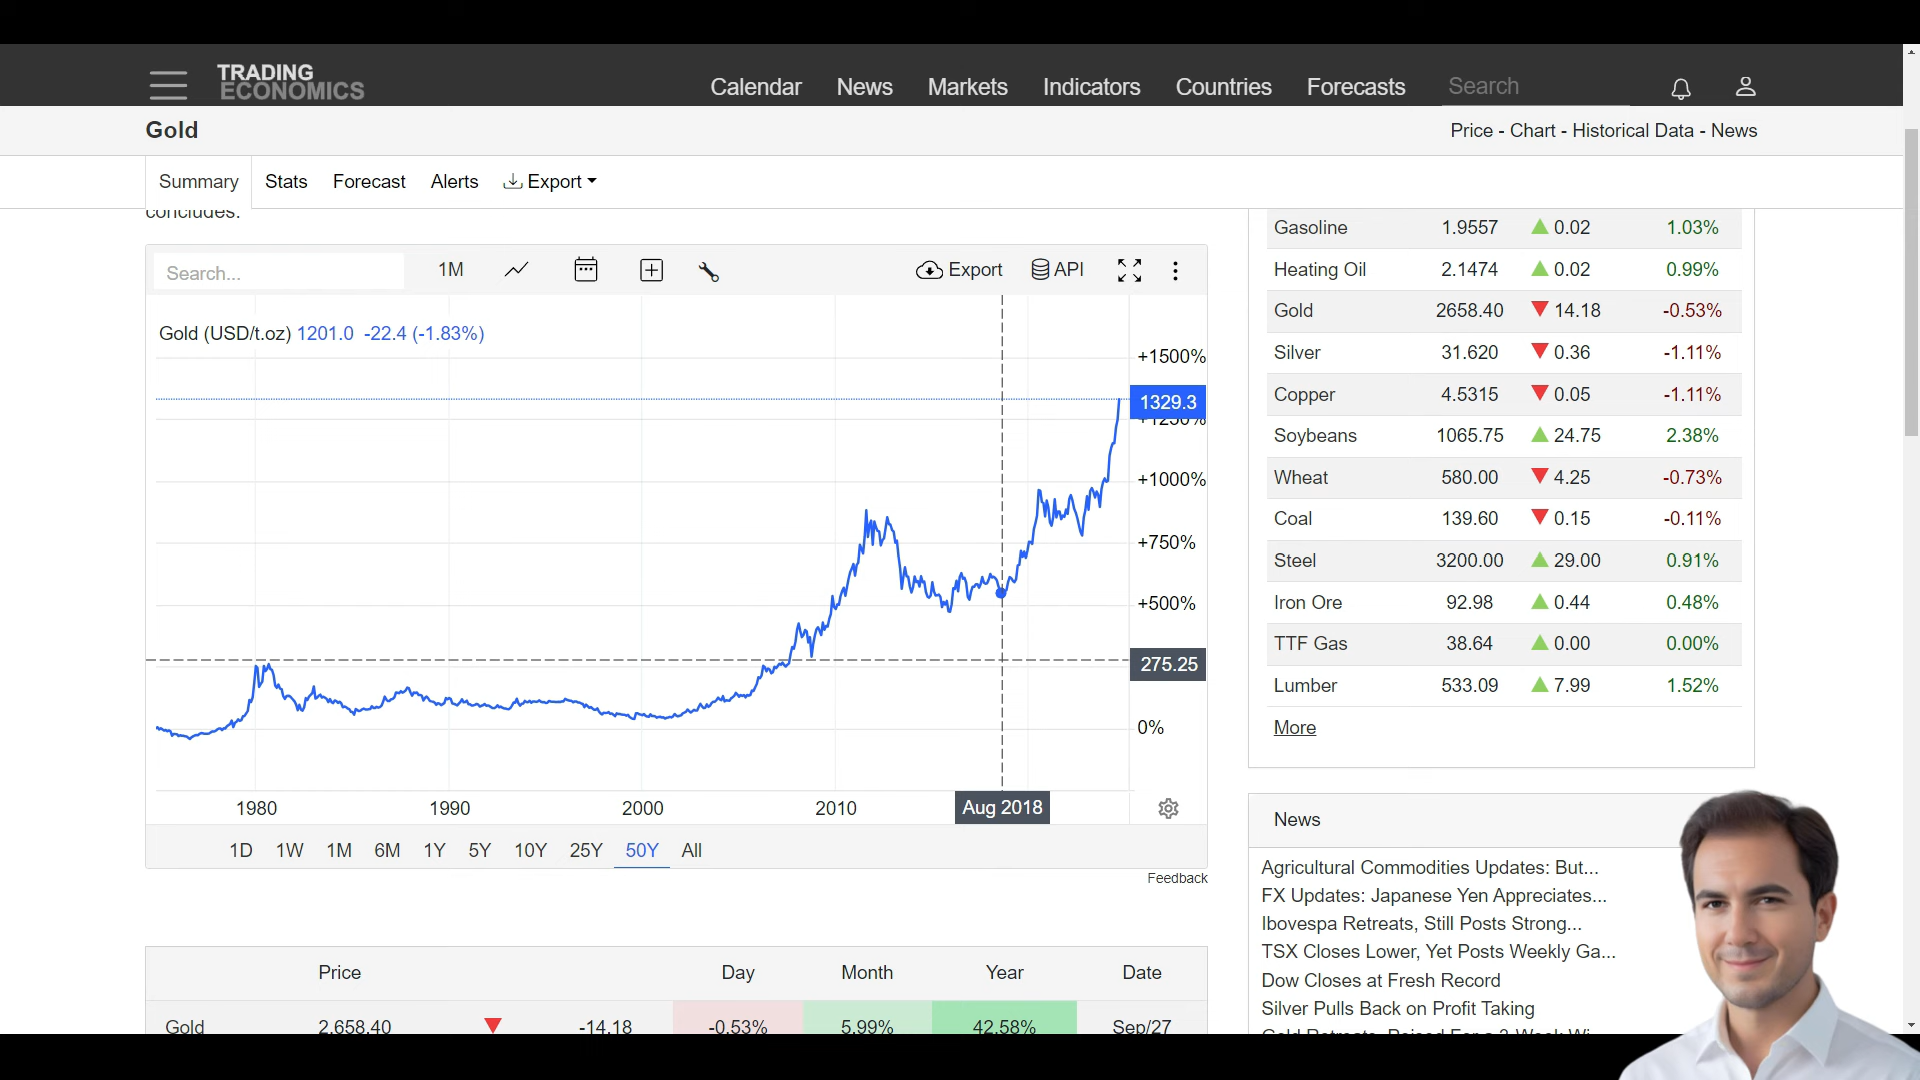 TRADING
ECONOMICS
Calendar News Markets Indicators Countries Forecasts Search
Gold
Price - Chart - Historical Data - News
Summary Stats Forecast Alerts Export
concludes.
Search... 1M Export API
Gold (USD/t.oz) 1201.0 -22.4 (-1.83%)
+1500%
1329.3
+1250%
+1000%
+750%
+500%
275.25
0%
1980 1990 2000 2010 Aug 2018
1D 1W 1M 6M 1Y 5Y 10Y 25Y 50Y All
Feedback
Price Day Month Year Date
Gold 2,658.40 -14.18 -0.53% 5.99% 42.58% Sep/27
Gasoline 1.9557 0.02 1.03%
Heating Oil 2.1474 0.02 0.99%
Gold 2658.40 14.18 -0.53%
Silver 31.620 0.36 -1.11%
Copper 4.5315 0.05 -1.11%
Soybeans 1065.75 24.75 2.38%
Wheat 580.00 4.25 -0.73%
Coal 139.60 0.15 -0.11%
Steel 3200.00 29.00 0.91%
Iron Ore 92.98 0.44 0.48%
TTF Gas 38.64 0.00 0.00%
Lumber 533.09 7.99 1.52%
More
News
Agricultural Commodities Updates: But...
FX Updates: Japanese Yen Appreciates...
Ibovespa Retreats, Still Posts Strong...
TSX Closes Lower, Yet Posts Weekly Ga...
Dow Closes at Fresh Record
Silver Pulls Back on Profit Taking